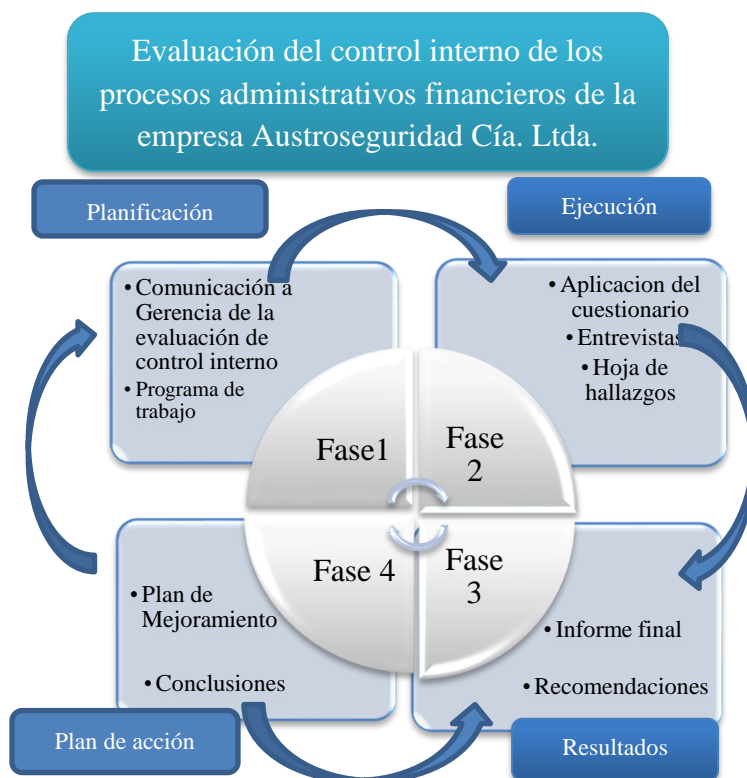 Evaluación del control interno de los
procesos administrativos financieros de la
empresa Austroseguridad Cía. Ltda.
Planificación
• Comunicación a
Gerencia de la
evaluación de
control interno
• Programa de
trabajo
Fase1
Ejecución
• Aplicacion del
cuestionario
• Entrevistas
• Hoja de
hallazgos
Fase
2
Fase
3
• Informe final
• Recomendaciones
Resultados
Fase 4
• Plan de
Mejoramiento
• Conclusiones
Plan de acción